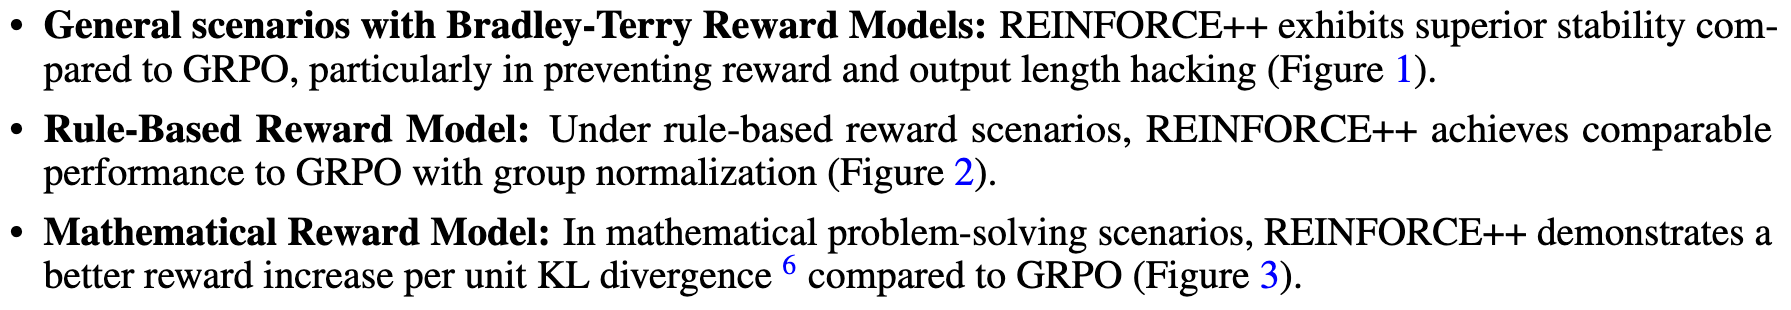 • General scenarios with Bradley-Terry Reward Models: REINFORCE++ exhibits superior stability com-
pared to GRPO, particularly in preventing reward and output length hacking (Figure 1).
• Rule-Based Reward Model: Under rule-based reward scenarios, REINFORCE++ achieves comparable
performance to GRPO with group normalization (Figure 2).
• Mathematical Reward Model: In mathematical problem-solving scenarios, REINFORCE++ demonstrates a
better reward increase per unit KL divergence 6 compared to GRPO (Figure 3).